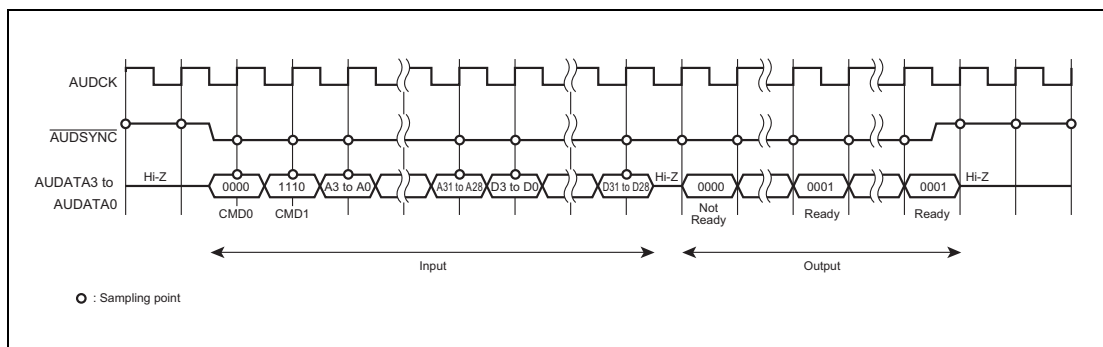 AUDCK
AUDSYNC
AUDATA3 to
AUDATA0
Hi-Z
0000
1110
A3 to A0
A31 to A28
D3 to D0
D31 to D28
Hi-Z
0000
0001
0001
Hi-Z
CMD0
CMD1
Not
Ready
Ready
Ready
Input
Output
: Sampling point